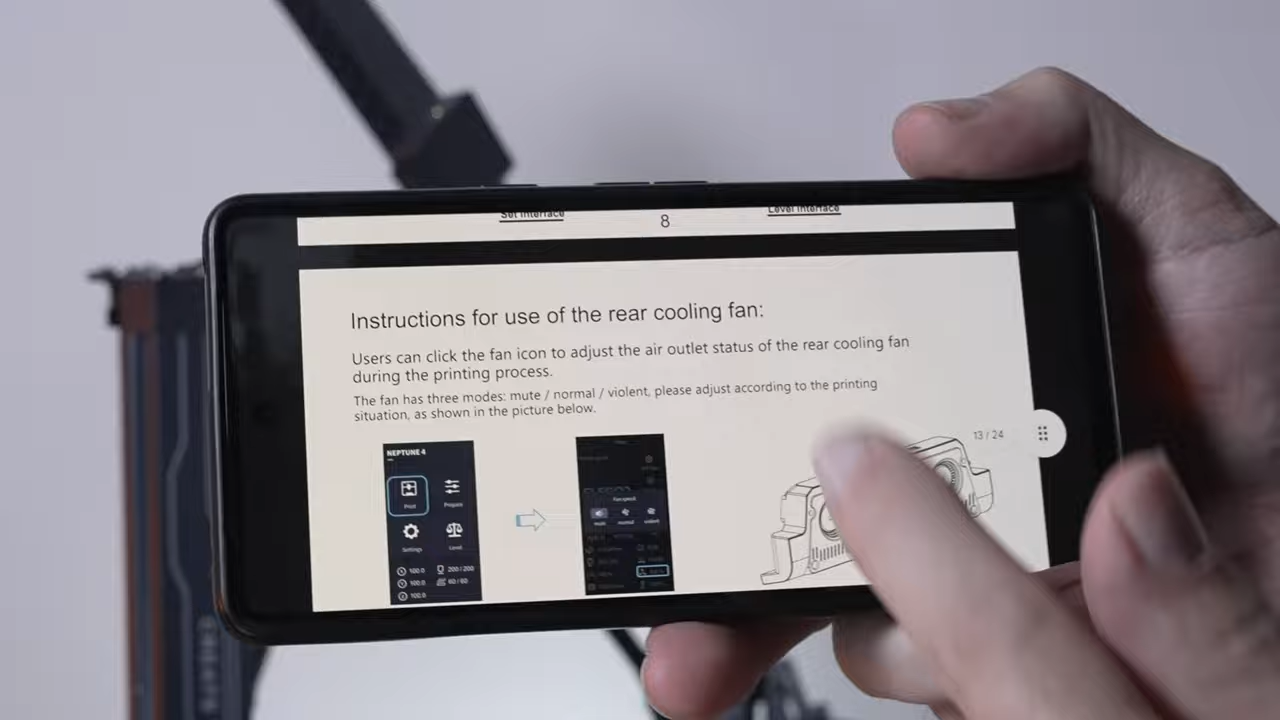 Set Interface
8
Level Interface
Instructions for use of the rear cooling fan:
Users can click the fan icon to adjust the air outlet status of the rear cooling fan
during the printing process.
The fan has three modes: mute / normal / violent, please adjust according to the printing
situation, as shown in the picture below.
13 / 24
NEPTUNE 4
Print
Prepare
Settings
Level
100.0
200 / 200
100.0
60 / 60
100.0
Fan speed
mute
normal
violent